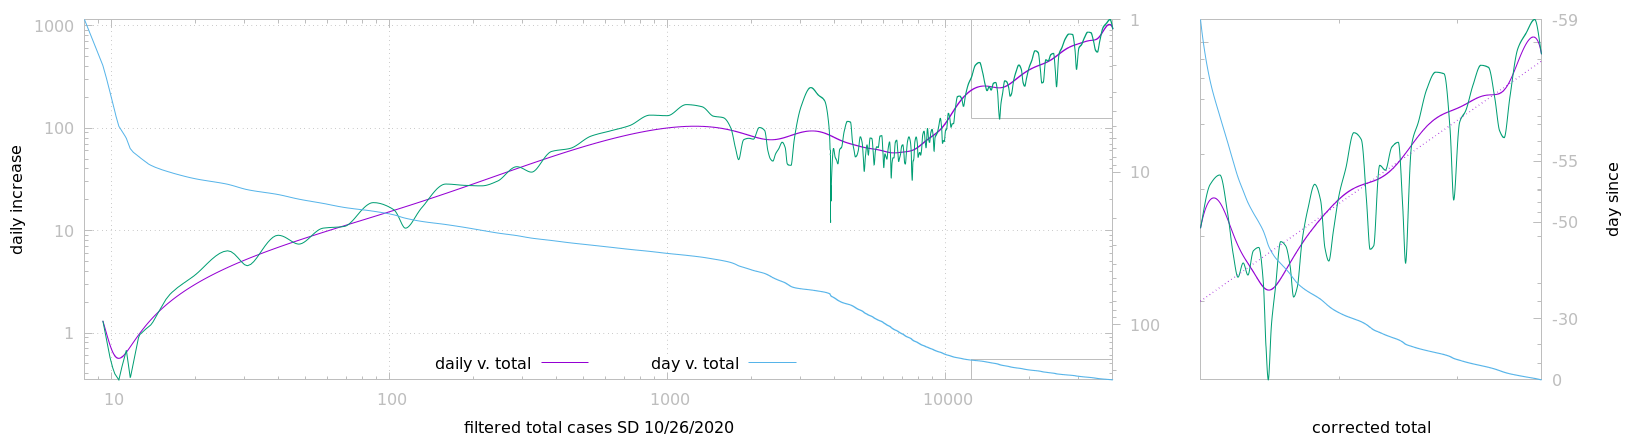 1000
100
10
1
daily increase
1
10
100
daily v. total
day v. total
10
100
1000
10000
filtered total cases SD 10/26/2020
-59
-55
-50
-30
0
day since
corrected total